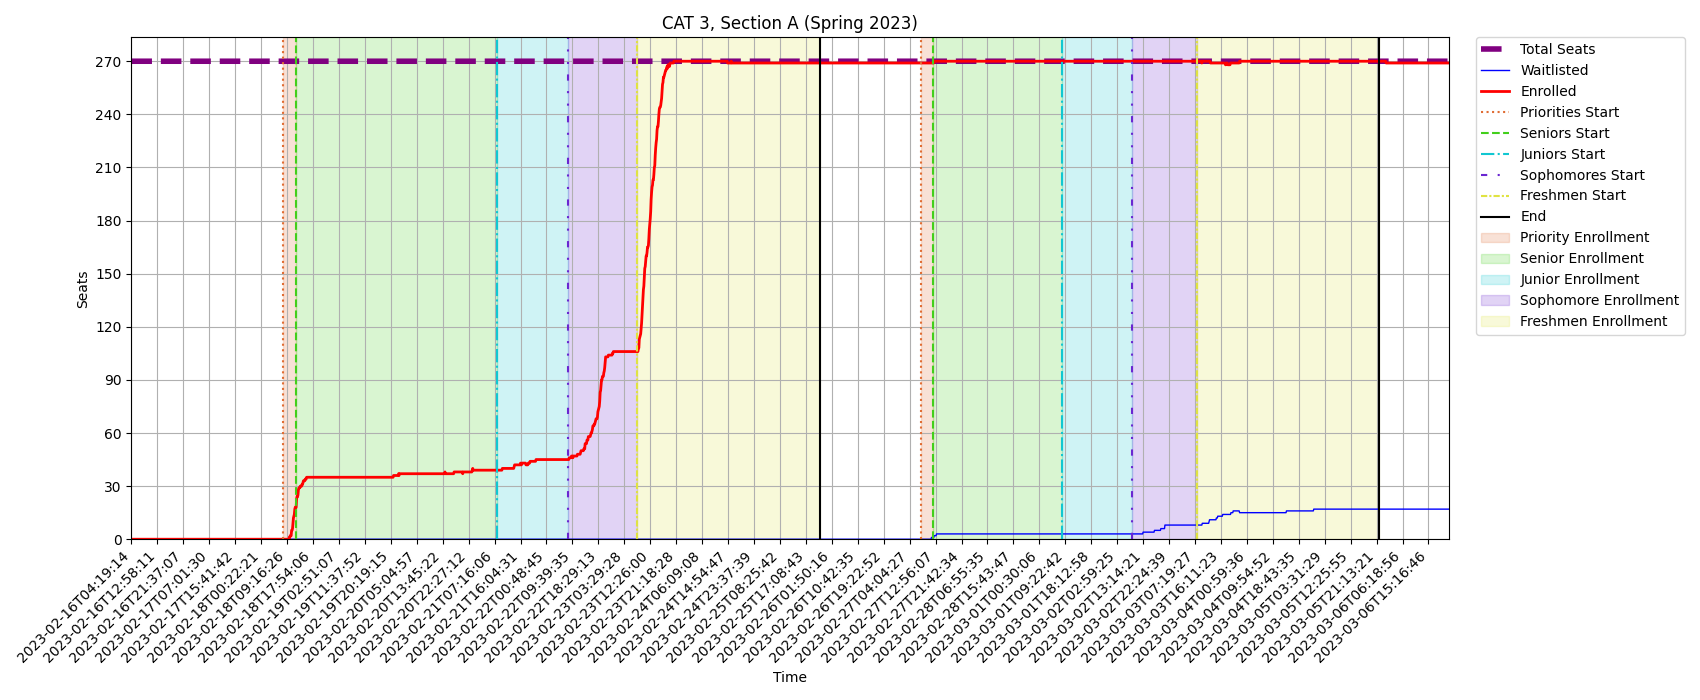 CAT 3, Section A (Spring 2023)
Seats
270
240
210
180
150
120
90
60
30
0
2023-02-16T04:19:14
2023-02-16T12:58:11
2023-02-16T21:37:07
2023-02-17T07:01:30
2023-02-17T15:41:42
2023-02-18T00:22:21
2023-02-18T09:16:26
2023-02-18T17:54:06
2023-02-19T02:51:07
2023-02-19T11:37:52
2023-02-19T20:19:15
2023-02-20T05:04:57
2023-02-20T13:45:22
2023-02-20T22:27:12
2023-02-21T07:16:09
2023-02-21T16:04:31
2023-02-22T00:48:45
2023-02-22T09:39:35
2023-02-22T18:29:13
2023-02-23T03:29:28
2023-02-23T12:26:00
2023-02-23T21:18:28
2023-02-24T06:09:08
2023-02-24T14:54:47
2023-02-24T23:37:39
2023-02-25T08:25:42
2023-02-25T17:08:43
2023-02-26T01:50:16
2023-02-26T10:42:35
2023-02-26T19:22:52
2023-02-27T04:04:27
2023-02-27T12:56:07
2023-02-27T21:42:34
2023-02-28T06:55:35
2023-02-28T15:43:47
2023-03-01T00:30:06
2023-03-01T09:22:42
2023-03-01T18:12:58
2023-03-02T02:59:25
2023-03-02T13:14:21
2023-03-02T22:24:39
2023-03-03T07:19:27
2023-03-03T16:11:23
2023-03-04T00:59:36
2023-03-04T09:54:52
2023-03-04T18:43:35
2023-03-05T03:31:29
2023-03-05T12:25:55
2023-03-05T21:13:21
2023-03-06T06:18:56
2023-03-06T15:16:46
Time
Total Seats
Waitlisted
Enrolled
Priorities Start
Seniors Start
Juniors Start
Sophomores Start
Freshmen Start
End
Priority Enrollment
Senior Enrollment
Junior Enrollment
Sophomore Enrollment
Freshmen Enrollment